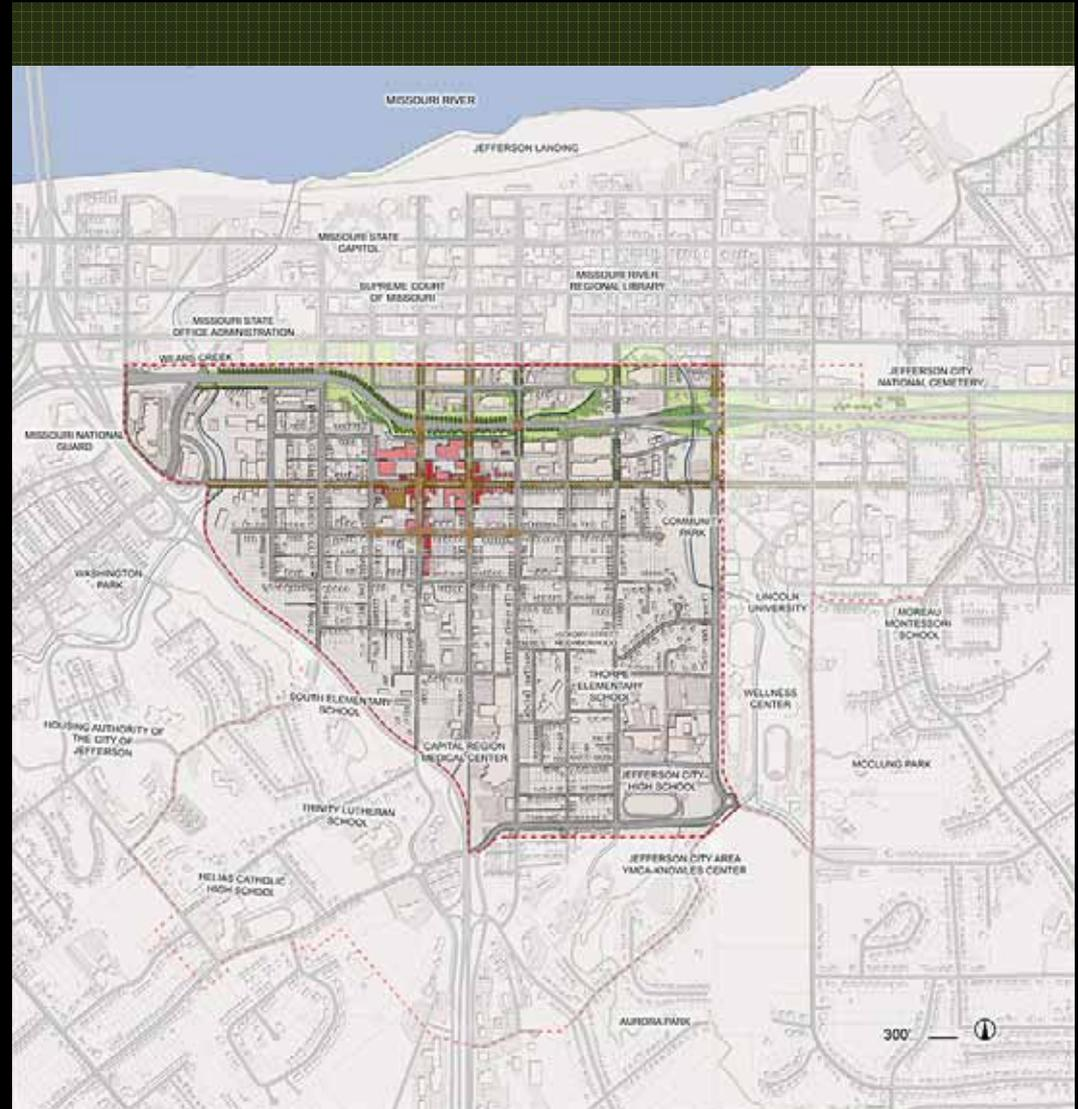 MISSOURI RIVER
JEFFERSON LANDING
MISSOURI STATE
CAPITOL
SUPREME COURT
OF MISSOURI
MISSOURI RIVER
REGIONAL LIBRARY
MISSOURI STATE
OFFICE ADMINISTRATION
WEARS CREEK
JEFFERSON CITY
NATIONAL CEMETERY
MISSOURI NATIONAL
GUARD
COMMUNITY
PARK
WASHINGTON
PARK
LINCOLN
UNIVERSITY
MOREAU
MONTESSORI
SCHOOL
HICKORY STREET
THORPE
ELEMENTARY
SCHOOL
SOUTH ELEMENTARY
SCHOOL
WELLNESS
CENTER
HOUSING AUTHORITY OF
THE CITY OF
JEFFERSON
CAPITAL REGION
MEDICAL CENTER
MCCLUNG PARK
JEFFERSON CITY
HIGH SCHOOL
TRINITY LUTHERAN
SCHOOL
JEFFERSON CITY AREA
YMCA-KNOWLES CENTER
HELIAS CATHOLIC
HIGH SCHOOL
AURORA PARK
300'